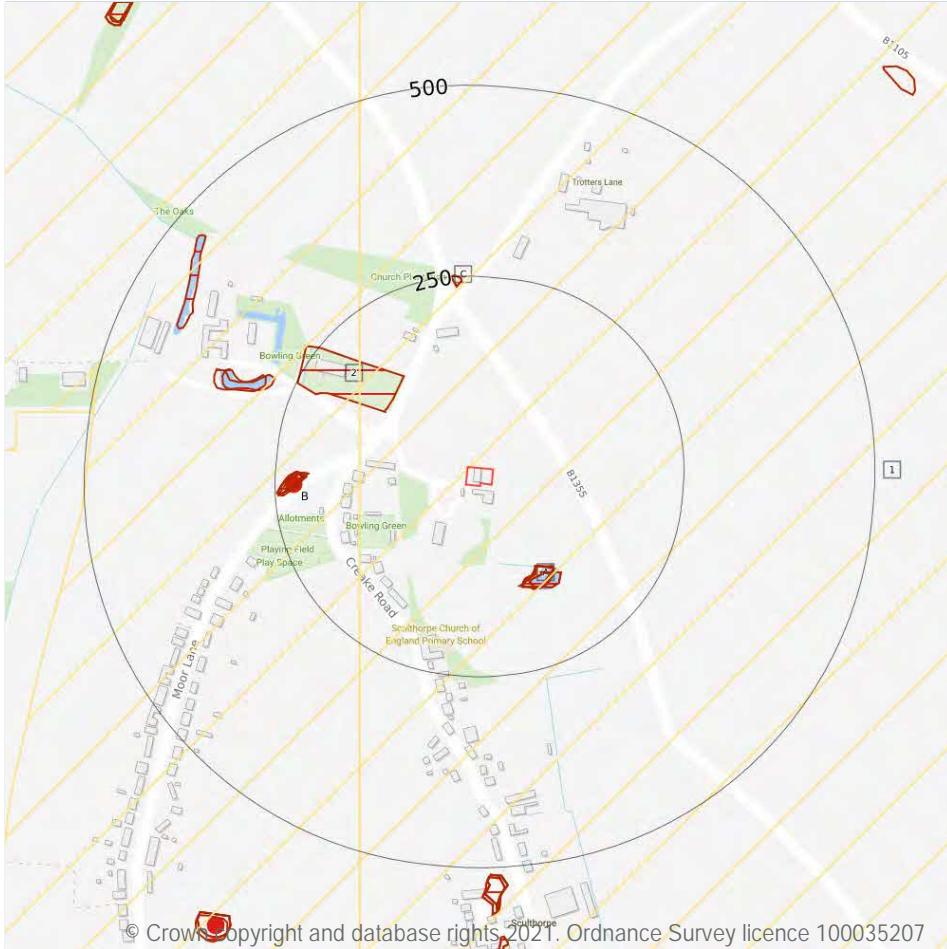 B1105
500
Trotters Lane
The Oaks
C
250
Bowling Green
2
1
B1355
B
Allotments
Bowling Green
Playing Field
Play Space
Creake Road
Sculthorpe Church of
England Primary School
Moor Lane
Sculthorpe
© Crown copyright and database rights 2021. Ordnance Survey licence 100035207